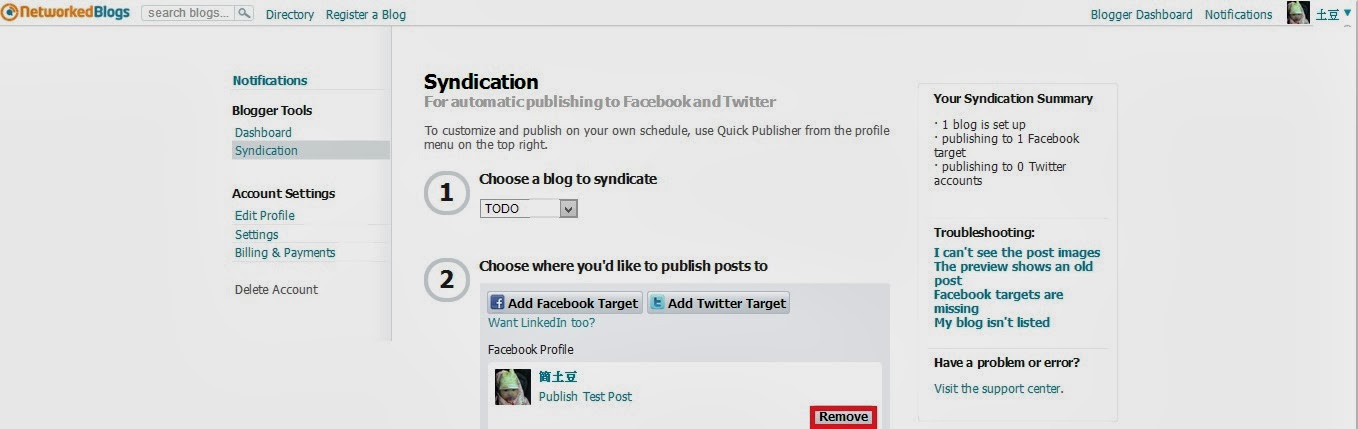 NetworkedBlogs
search blogs...
Directory
Register a Blog
Blogger Dashboard
Notifications
土豆
Notifications
Blogger Tools
Dashboard
Syndication
Account Settings
Edit Profile
Settings
Billing & Payments
Delete Account
Syndication
For automatic publishing to Facebook and Twitter
To customize and publish on your own schedule, use Quick Publisher from the profile
menu on the top right.
1
Choose a blog to syndicate
TODO
2
Choose where you'd like to publish posts to
Add Facebook Target
Add Twitter Target
Want LinkedIn too?
Facebook Profile
簡土豆
Publish Test Post
Remove
Your Syndication Summary
· 1 blog is set up
· publishing to 1 Facebook
target
· publishing to 0 Twitter
accounts
Troubleshooting:
I can't see the post images
The preview shows an old
post
Facebook targets are
missing
My blog isn't listed
Have a problem or error?
Visit the support center.